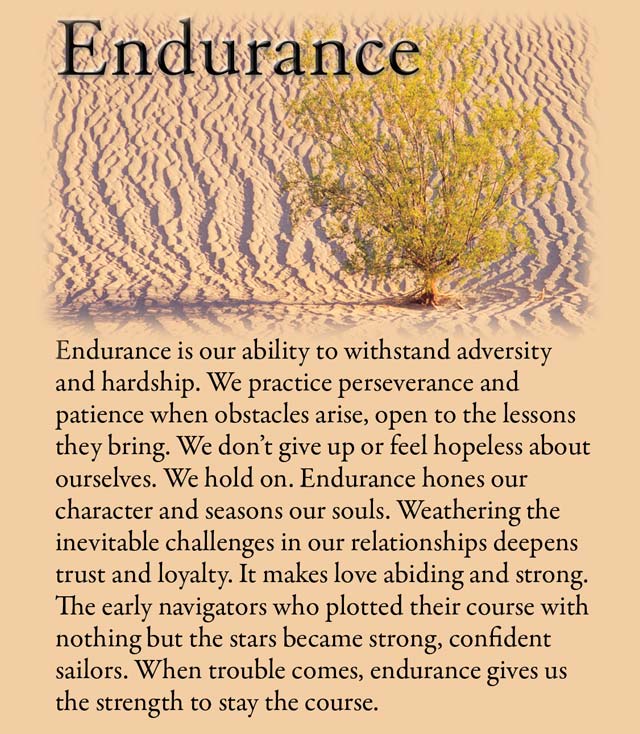 Endurance
Endurance is our ability to withstand adversity
and hardship. We practice perseverance and
patience when obstacles arise, open to the lessons
they bring. We don’t give up or feel hopeless about
ourselves. We hold on. Endurance hones our
character and seasons our souls. Weathering the
inevitable challenges in our relationships deepens
trust and loyalty. It makes love abiding and strong.
The early navigators who plotted their course with
nothing but the stars became strong, confident
sailors. When trouble comes, endurance gives us
the strength to stay the course.